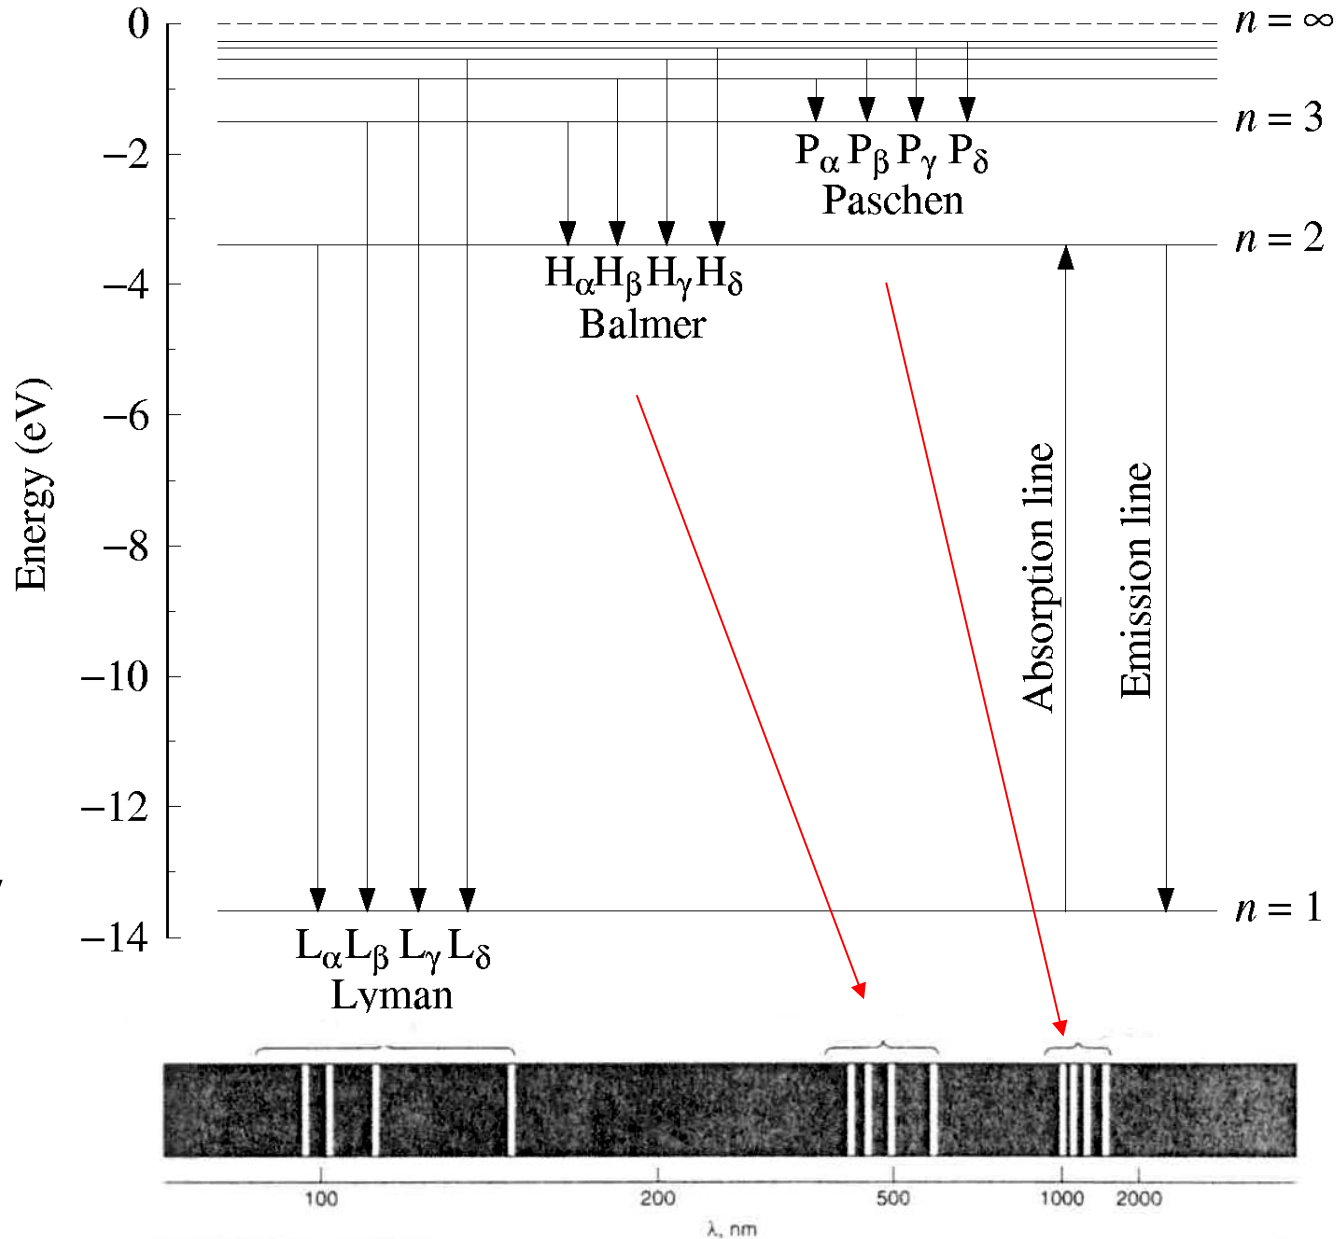 0
n = ∞
n = 3
−2
Pα Pβ Pγ Pδ
Paschen
n = 2
−4
Hα Hβ Hγ Hδ
Balmer
−6
Energy (eV)
−8
Absorption line
Emission line
−10
−12
n = 1
−14
Lα Lβ Lγ Lδ
Lyman
100 200 500 1000 2000
λ, nm